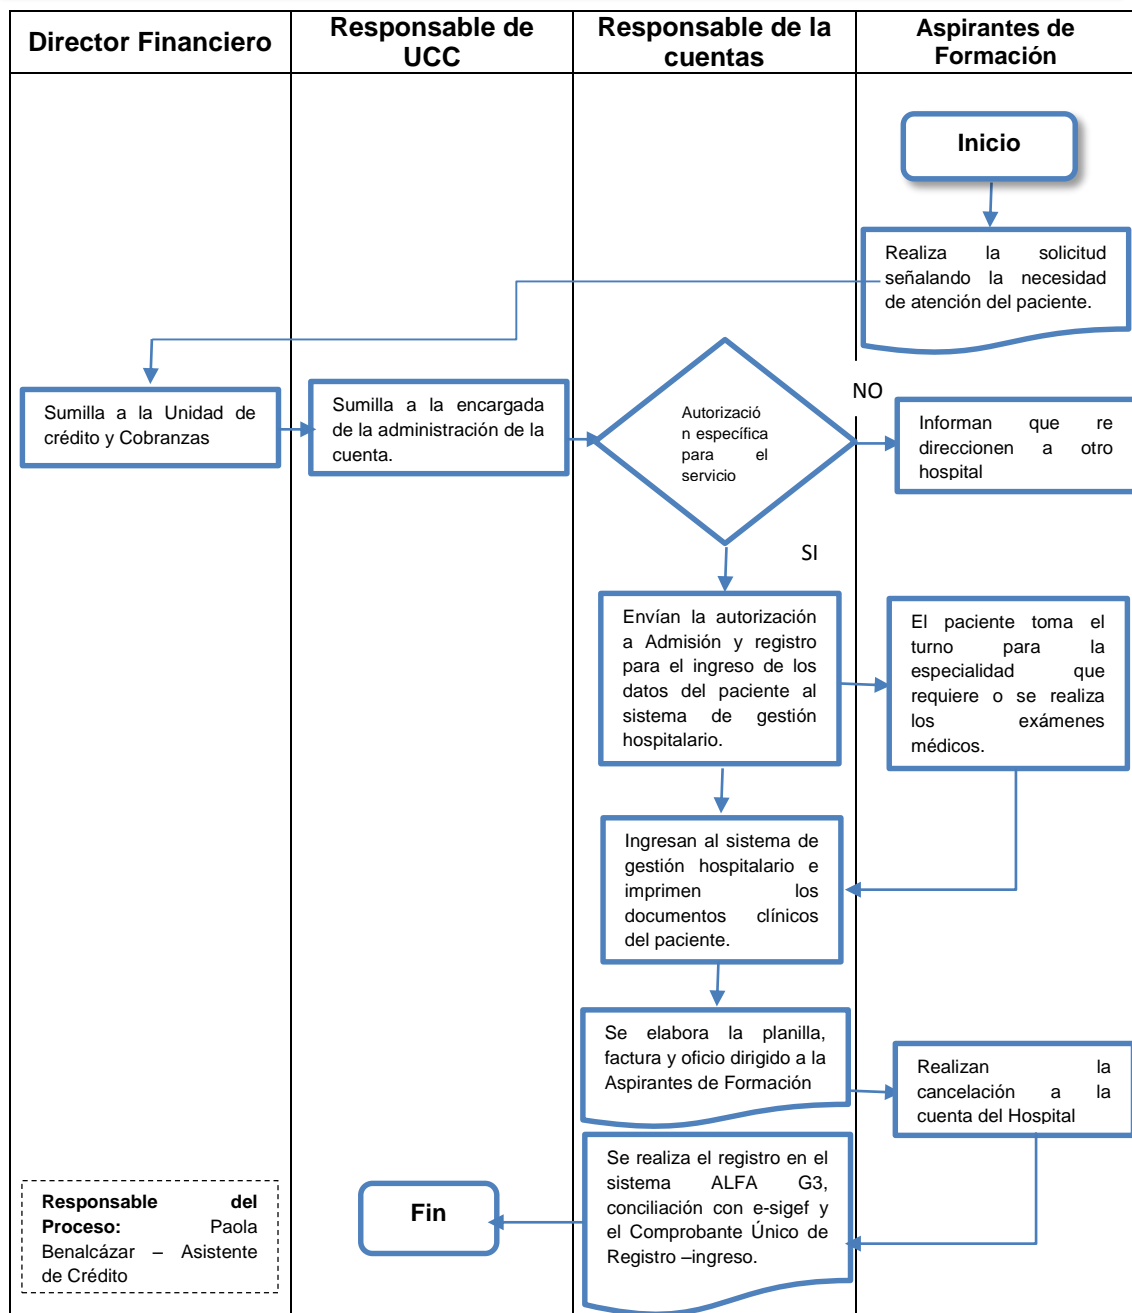 Director Financiero
Responsable de
UCC
Responsable de la
cuentas
Aspirantes de
Formación
Inicio
Realiza la solicitud
señalando la necesidad
de atención del paciente.
Sumilla a la Unidad de
crédito y Cobranzas
Sumilla a la encargada
de la administración de la
cuenta.
Autorizació
n específica
para el
servicio
NO
Informan que re
direccionen a otro
hospital
SI
Envían la autorización
a Admisión y registro
para el ingreso de los
datos del paciente al
sistema de gestión
hospitalario.
El paciente toma el
turno para la
especialidad que
requiere o se realiza
los exámenes
médicos.
Ingresan al sistema de
gestión hospitalario e
imprimen los
documentos clínicos
del paciente.
Se elabora la planilla,
factura y oficio dirigido a la
Aspirantes de Formación
Realizan la
cancelación a la
cuenta del Hospital
Se realiza el registro en el
sistema ALFA G3,
conciliación con e-sigef y
el Comprobante Único de
Registro –ingreso.
Fin
Responsable del
Proceso: Paola
Benalcázar – Asistente
de Crédito